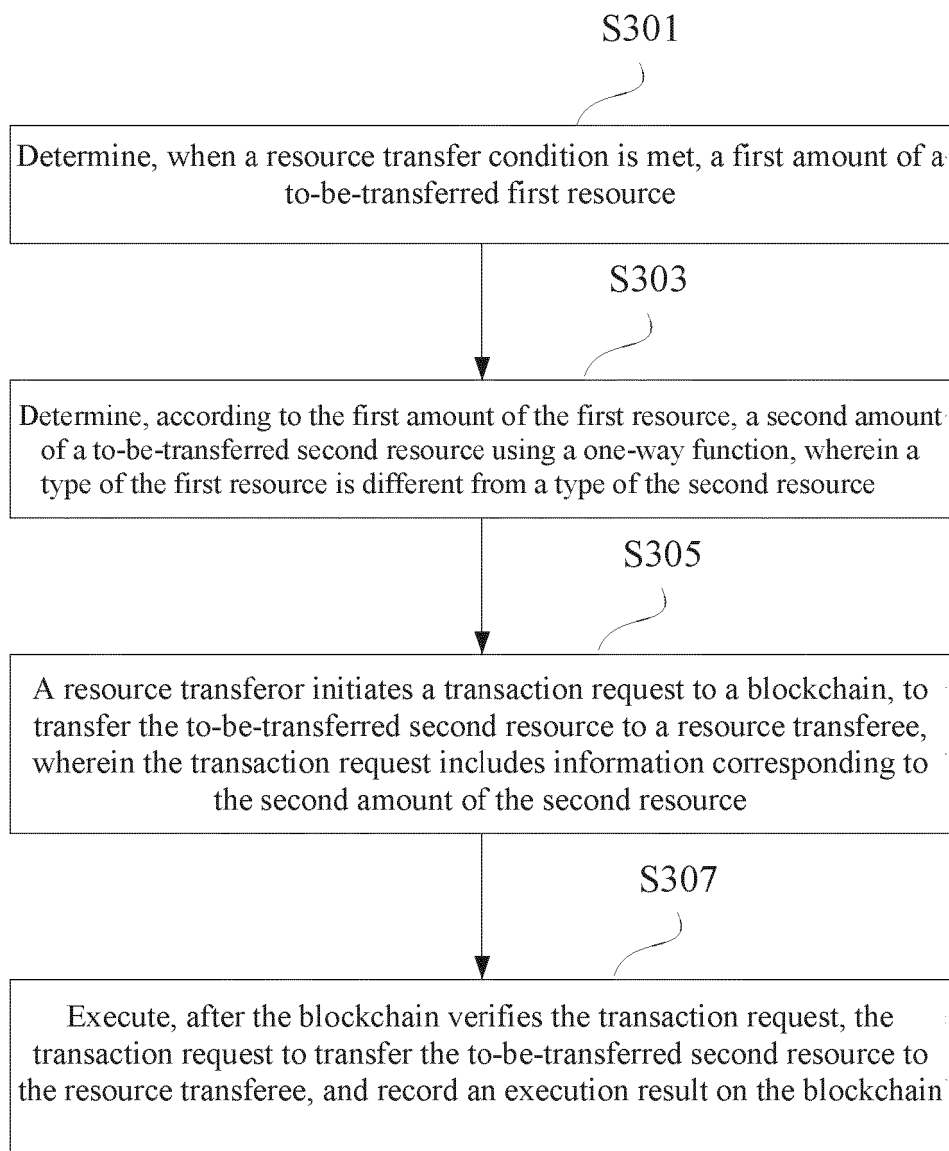 S301
Determine, when a resource transfer condition is met, a first amount of a
to-be-transferred first resource
S303
Determine, according to the first amount of the first resource, a second amount
of a to-be-transferred second resource using a one-way function, wherein a
type of the first resource is different from a type of the second resource
S305
A resource transferor initiates a transaction request to a blockchain, to
transfer the to-be-transferred second resource to a resource transferee,
wherein the transaction request includes information corresponding to
the second amount of the second resource
S307
Execute, after the blockchain verifies the transaction request, the
transaction request to transfer the to-be-transferred second resource to
the resource transferee, and record an execution result on the blockchain